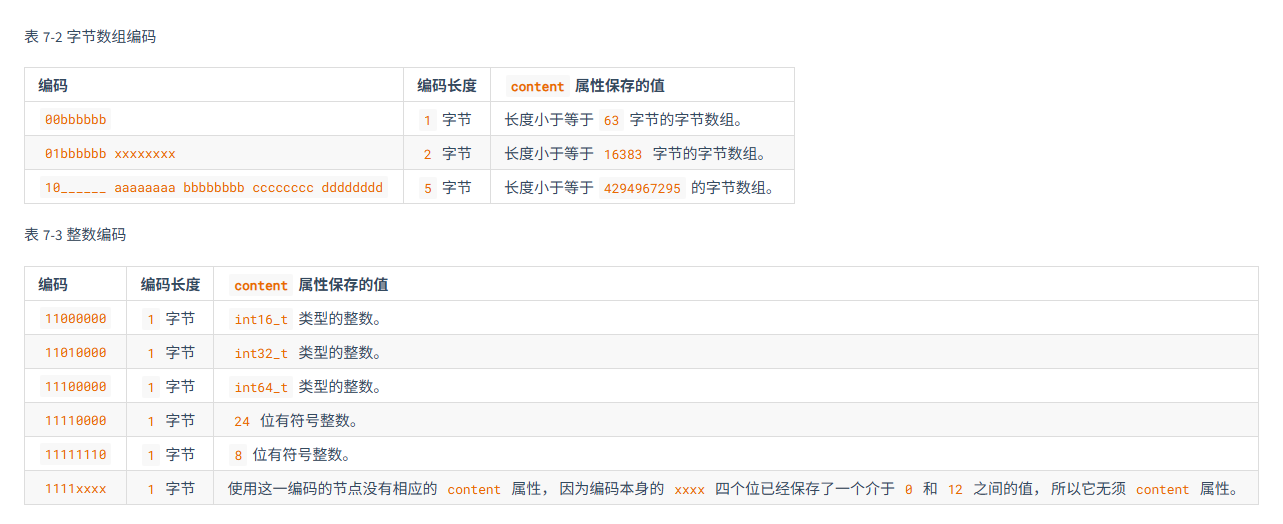 表 7-2 字节数组编码
编码 编码长度 content 属性保存的值
00bbbbbb 1 字节 长度小于等于 63 字节的字节数组。
01bbbbbb xxxxxxxx 2 字节 长度小于等于 16383 字节的字节数组。
10______ aaaaaaaa bbbbbbbb cccccccc dddddddd 5 字节 长度小于等于 4294967295 的字节数组。
表 7-3 整数编码
编码 编码长度 content 属性保存的值
11000000 1 字节 int16_t 类型的整数。
11010000 1 字节 int32_t 类型的整数。
11100000 1 字节 int64_t 类型的整数。
11110000 1 字节 24 位有符号整数。
11111110 1 字节 8 位有符号整数。
1111xxxx 1 字节 使用这一编码的节点没有相应的 content 属性， 因为编码本身的 xxxx 四个位已经保存了一个介于 0 和 12 之间的值， 所以它无须 content 属性。